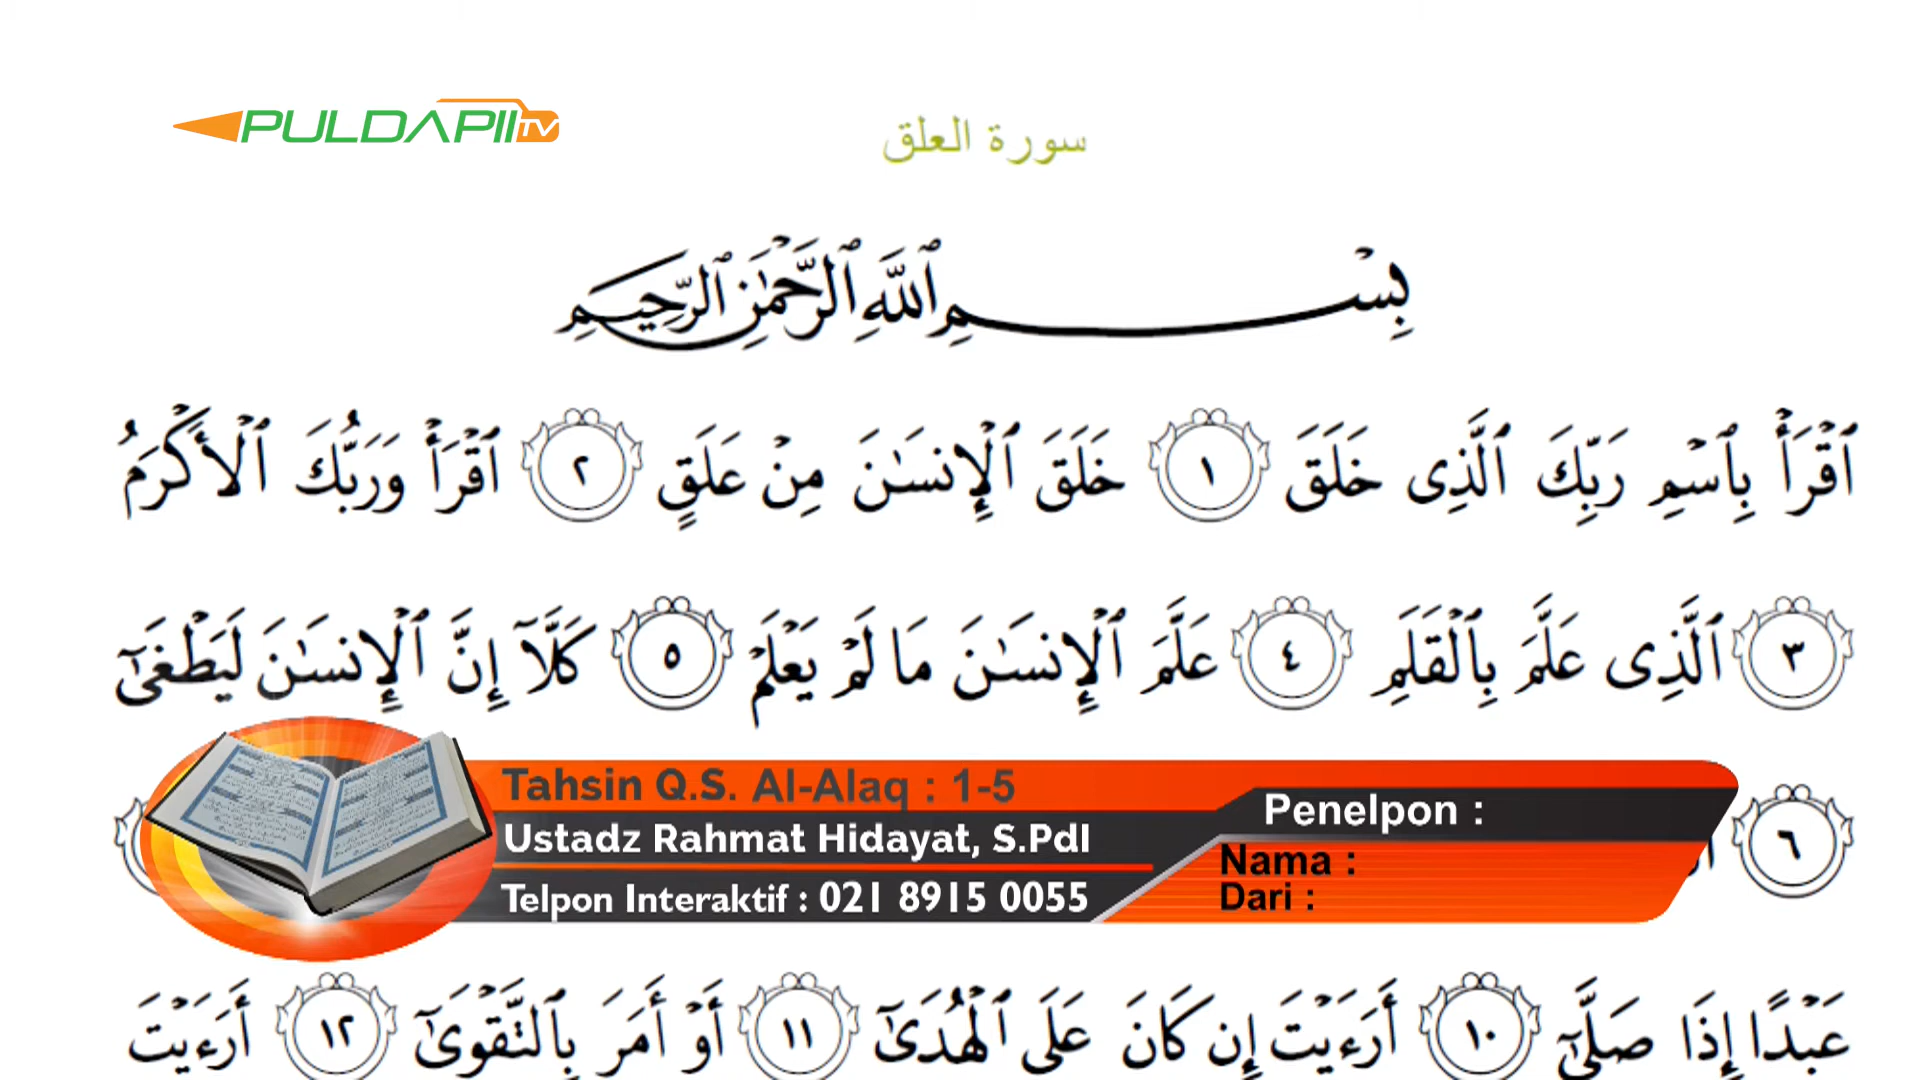 PULDAPII TV
سورة العلق
بِسْمِ ٱللَّهِ ٱلرَّحْمَٰنِ ٱلرَّحِيمِ
ٱقْرَأْ بِٱسْمِ رَبِّكَ ٱلَّذِى خَلَقَ ١ خَلَقَ ٱلْإِنسَٰنَ مِنْ عَلَقٍ ٢ ٱقْرَأْ وَرَبُّكَ ٱلْأَكْرَمُ
٣ ٱلَّذِى عَلَّمَ بِٱلْقَلَمِ ٤ عَلَّمَ ٱلْإِنسَٰنَ مَا لَمْ يَعْلَمْ ٥ كَلَّآ إِنَّ ٱلْإِنسَٰنَ لَيَطْغَىٰٓ
٦
Tahsin Q.S. Al-Alaq : 1-5
Ustadz Rahmat Hidayat, S.PdI
Telpon Interaktif : 021 8915 0055
Penelpon :
Nama :
Dari :
عَبْدًا إِذَا صَلَّىٰٓ ١٠ أَرَءَيْتَ إِن كَانَ عَلَى ٱلْهُدَىٰٓ ١١ أَوْ أَمَرَ بِٱلتَّقْوَىٰٓ ١٢ أَرَءَيْتَ